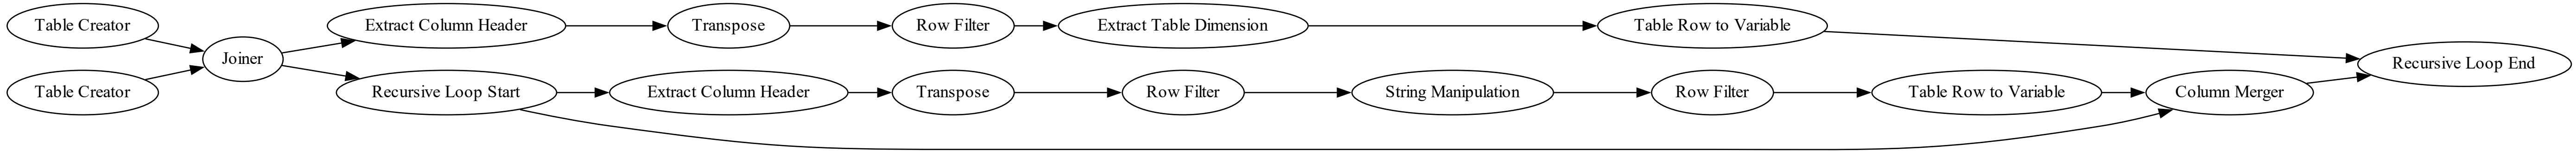 Table Creator
Extract Column Header
Transpose
Row Filter
Extract Table Dimension
Table Row to Variable
Joiner
Recursive Loop End
Table Creator
Recursive Loop Start
Extract Column Header
Transpose
Row Filter
String Manipulation
Row Filter
Table Row to Variable
Column Merger